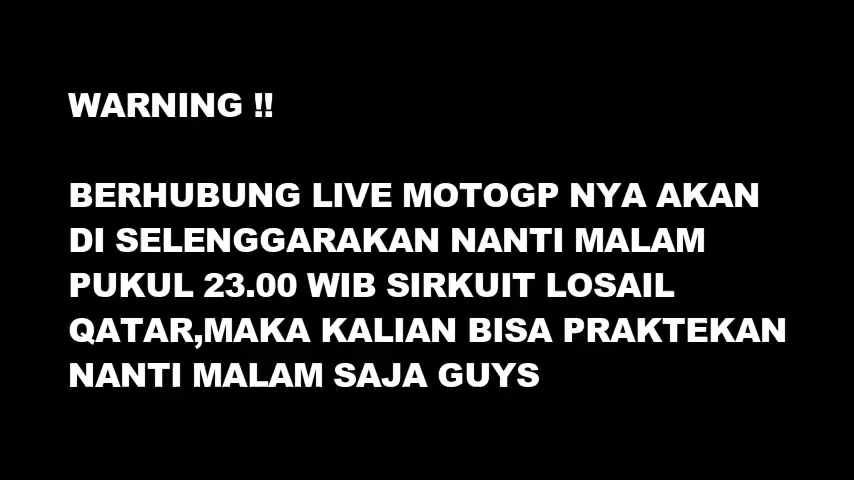 WARNING !!
BERHUBUNG LIVE MOTOGP NYA AKAN
DI SELENGGARAKAN NANTI MALAM
PUKUL 23.00 WIB SIRKUIT LOSAIL
QATAR,MAKA KALIAN BISA PRAKTEKAN
NANTI MALAM SAJA GUYS